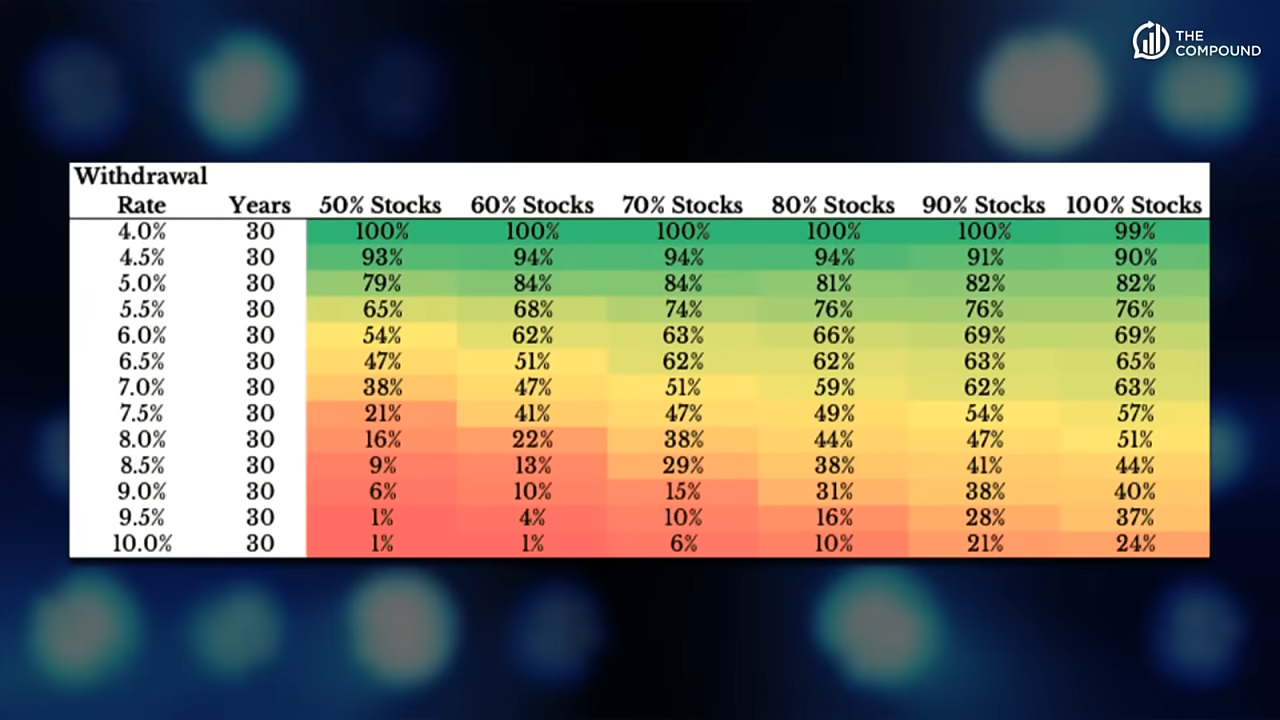 THE
COMPOUND
Withdrawal
Rate Years 50% Stocks 60% Stocks 70% Stocks 80% Stocks 90% Stocks 100% Stocks
4.0% 30 100% 100% 100% 100% 100% 99%
4.5% 30 93% 94% 94% 94% 91% 90%
5.0% 30 79% 84% 84% 81% 82% 82%
5.5% 30 65% 68% 74% 76% 76% 76%
6.0% 30 54% 62% 63% 66% 69% 69%
6.5% 30 47% 51% 62% 62% 63% 65%
7.0% 30 38% 47% 51% 59% 62% 63%
7.5% 30 21% 41% 47% 49% 54% 57%
8.0% 30 16% 22% 38% 44% 47% 51%
8.5% 30 9% 13% 29% 38% 41% 44%
9.0% 30 6% 10% 15% 31% 38% 40%
9.5% 30 1% 4% 10% 16% 28% 37%
10.0% 30 1% 1% 6% 10% 21% 24%